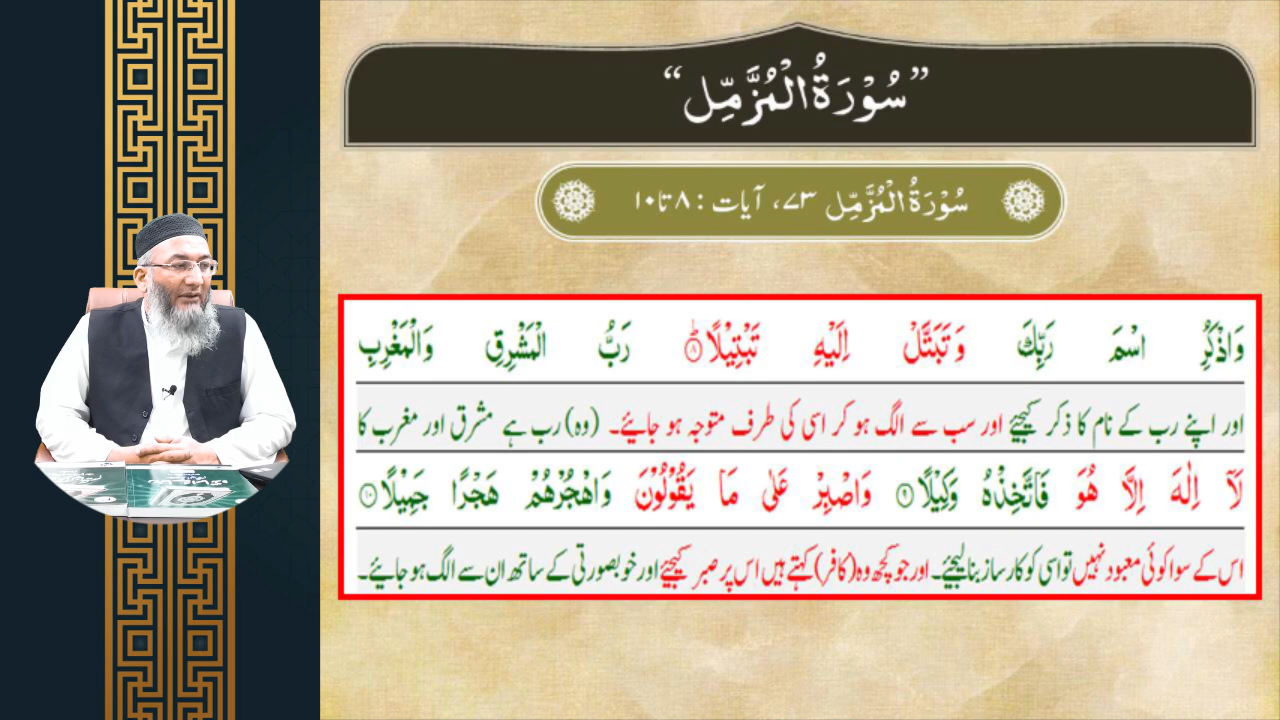 ”سُوْرَةُ الْمُزَّمِّل“
سُوْرَةُ الْمُزَّمِّل ۷۳، آیات : ۸ تا ۱۰
وَاذْكُرِ اسْمَ رَبِّكَ وَ تَبَتَّلْ اِلَيْهِ تَبْتِيْلًا ؕ﴿۸﴾ رَبُّ الْمَشْرِقِ وَالْمَغْرِبِ
اور اپنے رب کے نام کا ذکر کیجیے اور سب سے الگ ہو کر اسی کی طرف متوجہ ہو جائیے۔ (وہ) رب ہے مشرق اور مغرب کا
لَاۤ اِلٰهَ اِلَّا هُوَ فَاتَّخِذْهُ وَكِيْلًا ﴿۹﴾ وَاصْبِرْ عَلٰى مَا يَقُوْلُوْنَ وَاهْجُرْهُمْ هَجْرًا جَمِيْلًا ﴿۱۰﴾
اس کے سوا کوئی معبود نہیں تو اسی کو کارساز بنا لیجیے۔ اور جو کچھ وہ (کافر) کہتے ہیں اس پر صبر کیجیے اور خوبصورتی کے ساتھ ان سے الگ ہو جائیے۔